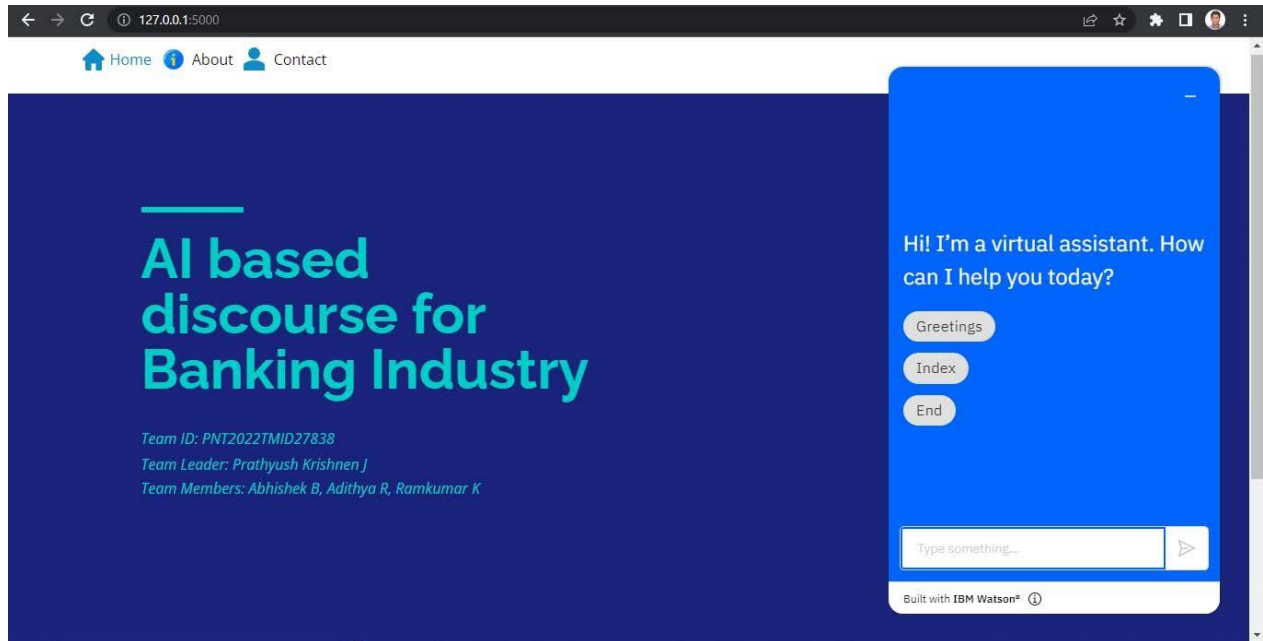 127.0.0.1:5000
Home About Contact
AI based
discourse for
Banking Industry
Team ID: PNT2022TMID27838
Team Leader: Prathyush Krishnen J
Team Members: Abhishek B, Adithya R, Ramkumar K
Hi! I'm a virtual assistant. How
can I help you today?
Greetings
Index
End
Type something...
Built with IBM Watson®